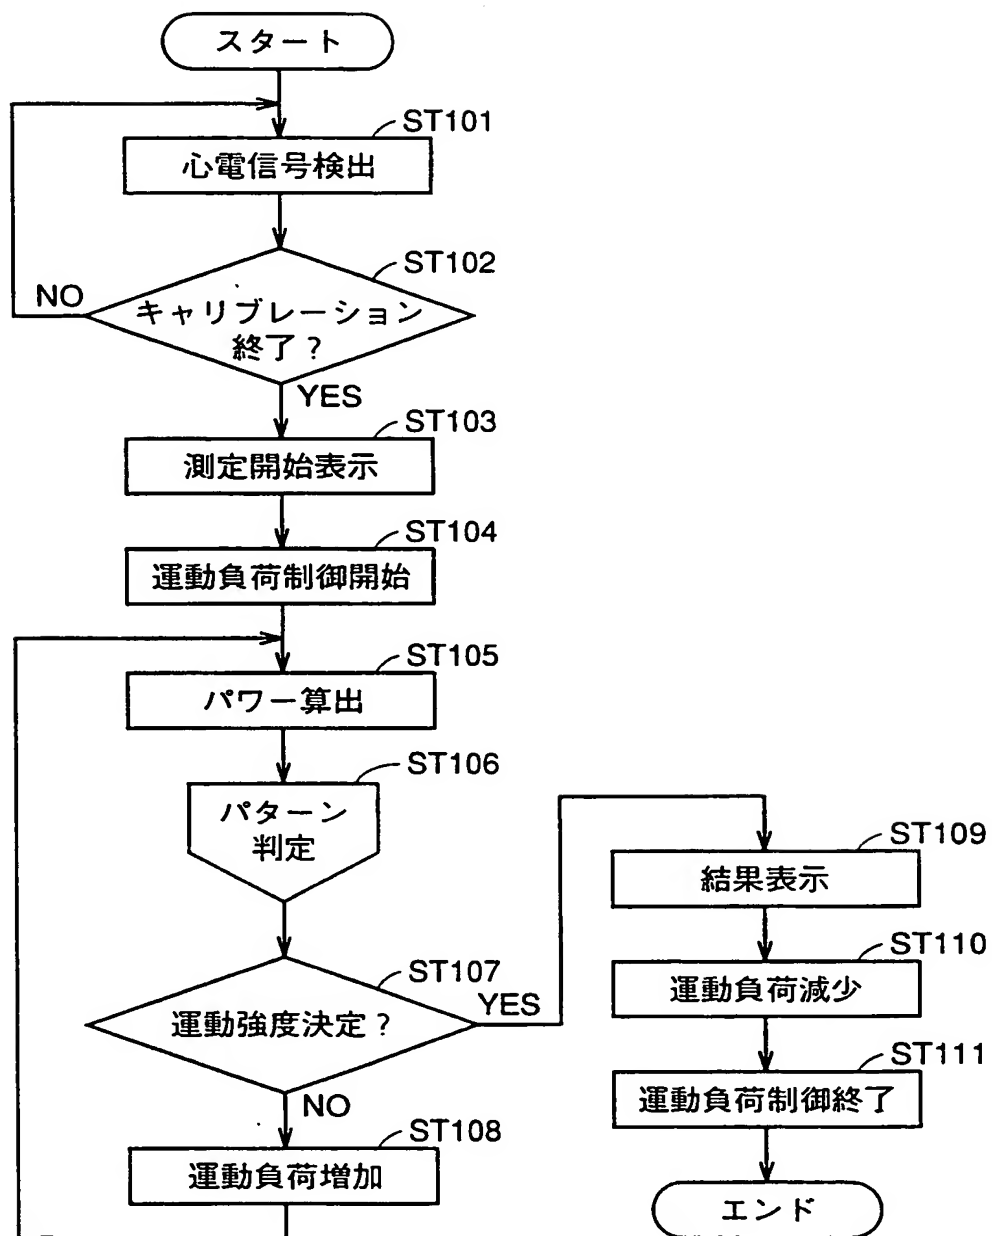 スタート
ST101
心電信号検出
ST102
NO
キャリブレーション
終了?
YES
ST103
測定開始表示
ST104
運動負荷制御開始
ST105
パワー算出
ST106
パターン
判定
ST107
運動強度決定?
YES
NO
ST108
運動負荷増加
ST109
結果表示
ST110
運動負荷減少
ST111
運動負荷制御終了
エンド